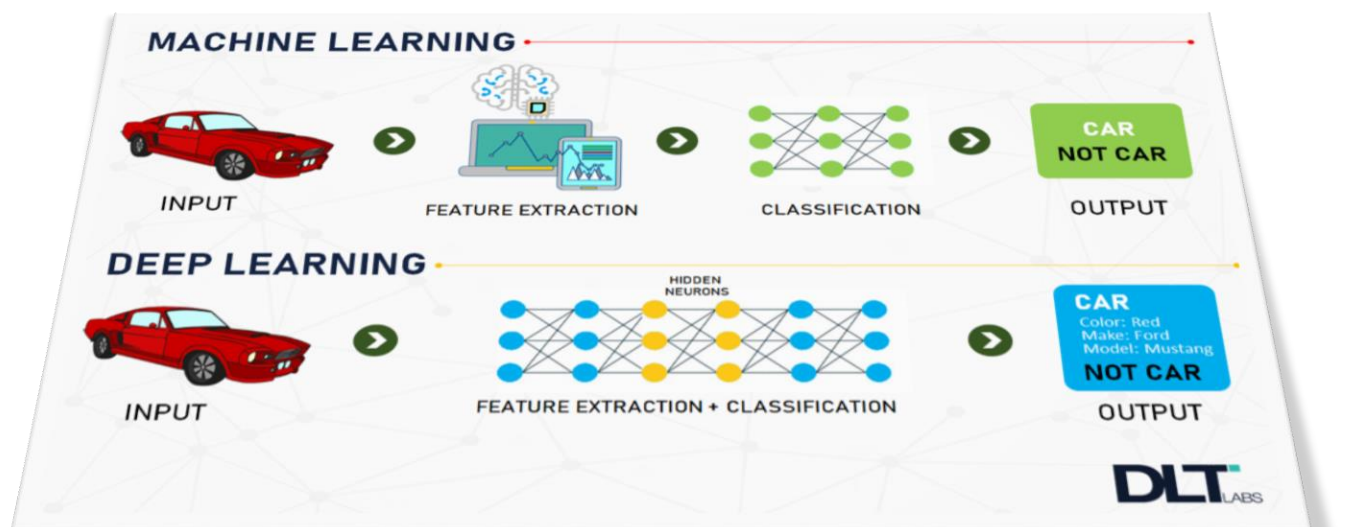 MACHINE LEARNING
INPUT
FEATURE EXTRACTION
CLASSIFICATION
CAR
NOT CAR
OUTPUT
DEEP LEARNING
INPUT
HIDDEN
NEURONS
FEATURE EXTRACTION + CLASSIFICATION
CAR
Color: Red
Make: Ford
Model: Mustang
NOT CAR
OUTPUT
DLT LABS